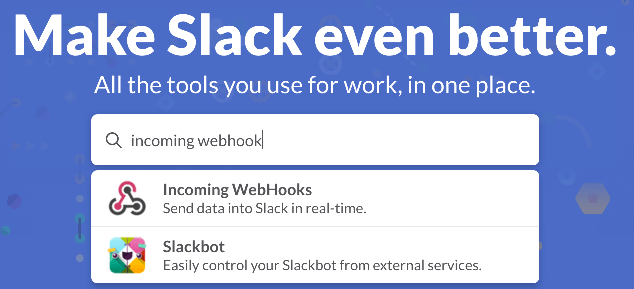 Make Slack even better.
All the tools you use for work, in one place.
incoming webhook
Incoming WebHooks
Send data into Slack in real-time.
Slackbot
Easily control your Slackbot from external services.